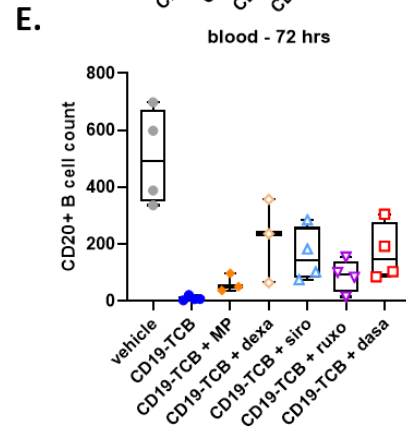 E.
blood - 72 hrs
CD20+ B cell count
800
600
400
200
0
vehicle
CD19-TCB
CD19-TCB + MP
CD19-TCB + dexa
CD19-TCB + siro
CD19-TCB + ruxo
CD19-TCB + dasa